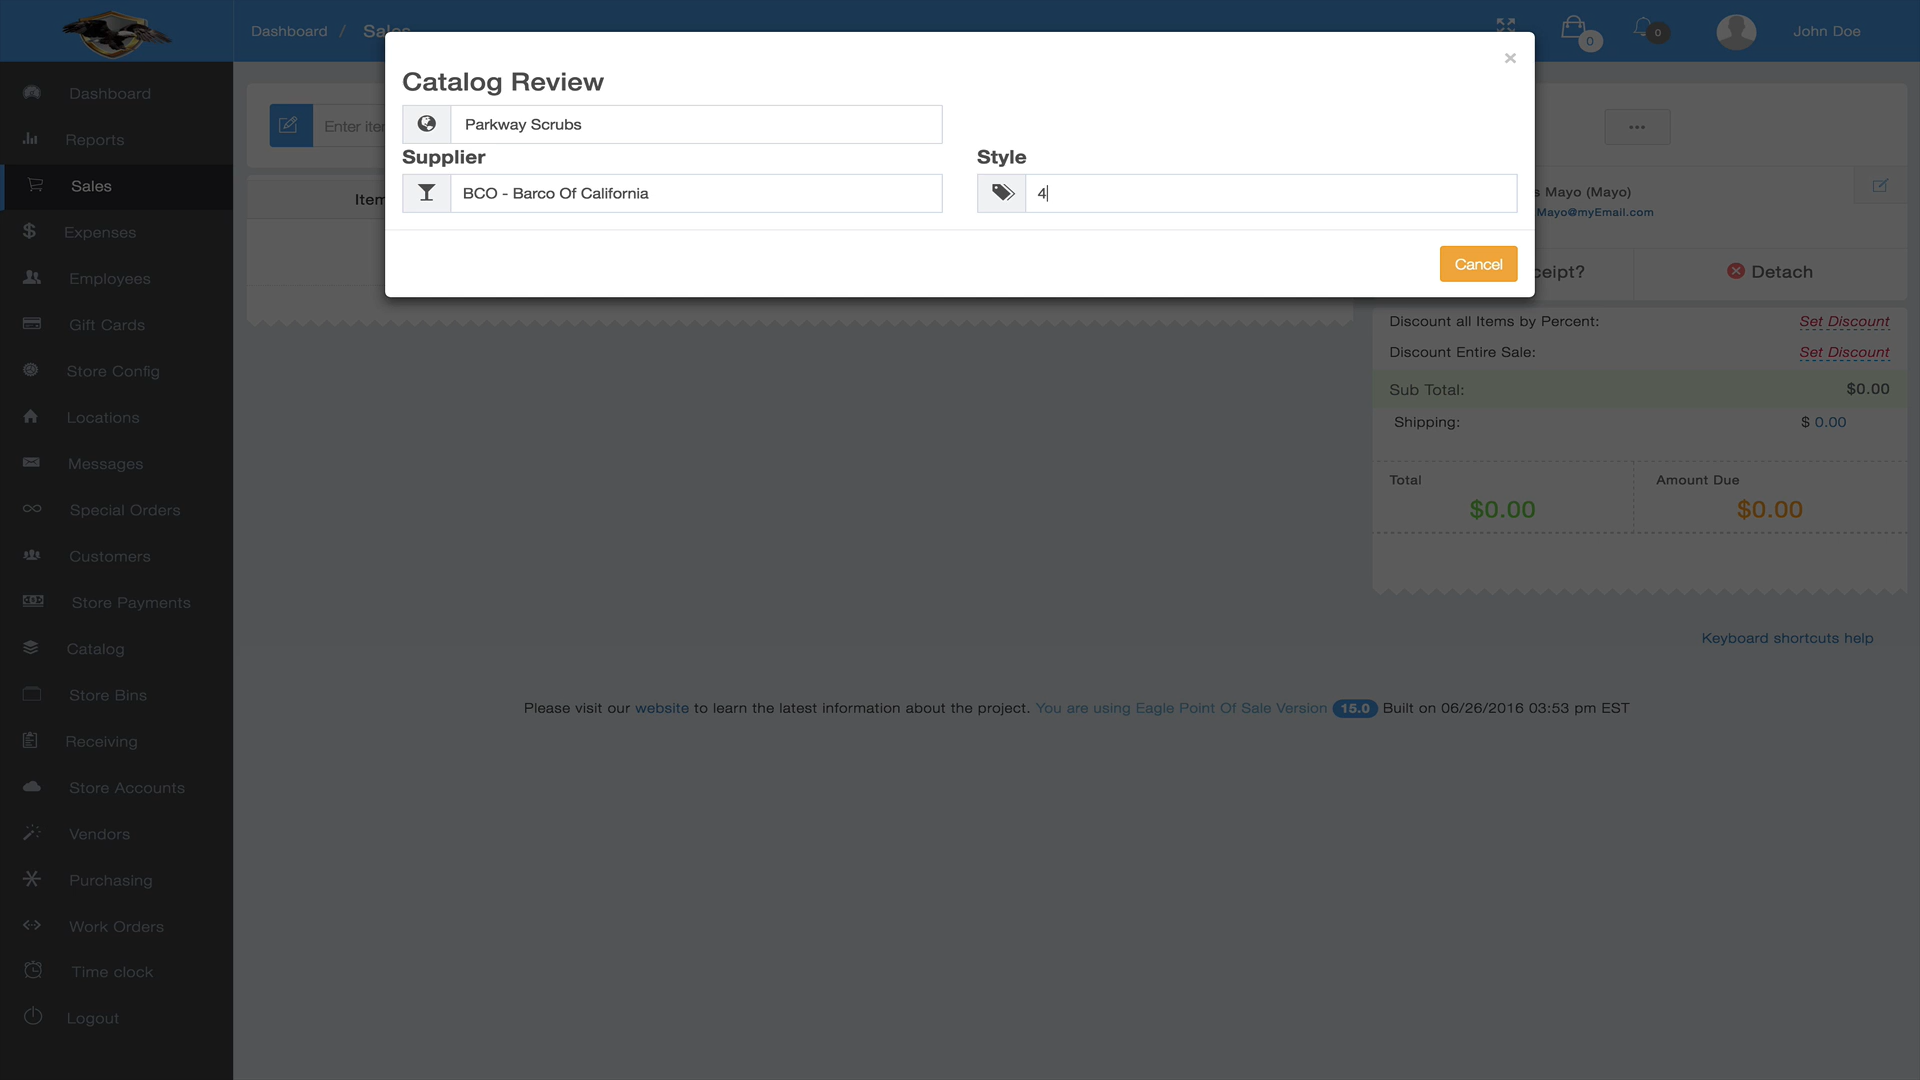 Dashboard / Sales
0
0
John Doe
Dashboard
Reports
Sales
Expenses
Employees
Gift Cards
Store Config
Locations
Messages
Special Orders
Customers
Store Payments
Catalog
Store Bins
Receiving
Store Accounts
Vendors
Purchasing
Work Orders
Time clock
Logout
Enter ite
Item
×
Catalog Review
Parkway Scrubs
Supplier
BCO - Barco Of California
Style
4
Cancel
...
s Mayo (Mayo)
Mayo@myEmail.com
ceipt?
Detach
Discount all Items by Percent: Set Discount
Discount Entire Sale: Set Discount
Sub Total: $0.00
Shipping: $ 0.00
Total
$0.00
Amount Due
$0.00
Keyboard shortcuts help
Please visit our website to learn the latest information about the project. You are using Eagle Point Of Sale Version 15.0 Built on 06/26/2016 03:53 pm EST